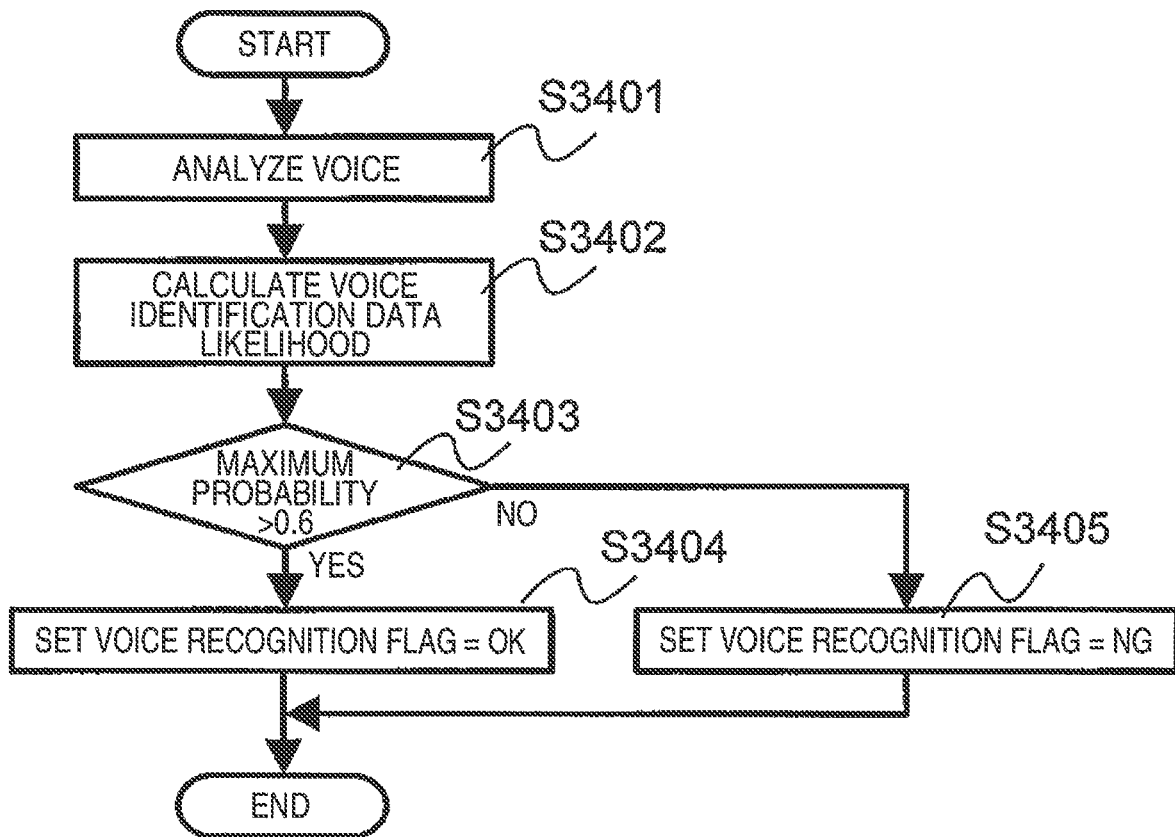 START
S3401
ANALYZE VOICE
S3402
CALCULATE VOICE
IDENTIFICATION DATA
LIKELIHOOD
S3403
MAXIMUM
PROBABILITY
>0.6
NO
YES
S3404
S3405
SET VOICE RECOGNITION FLAG = OK
SET VOICE RECOGNITION FLAG = NG
END